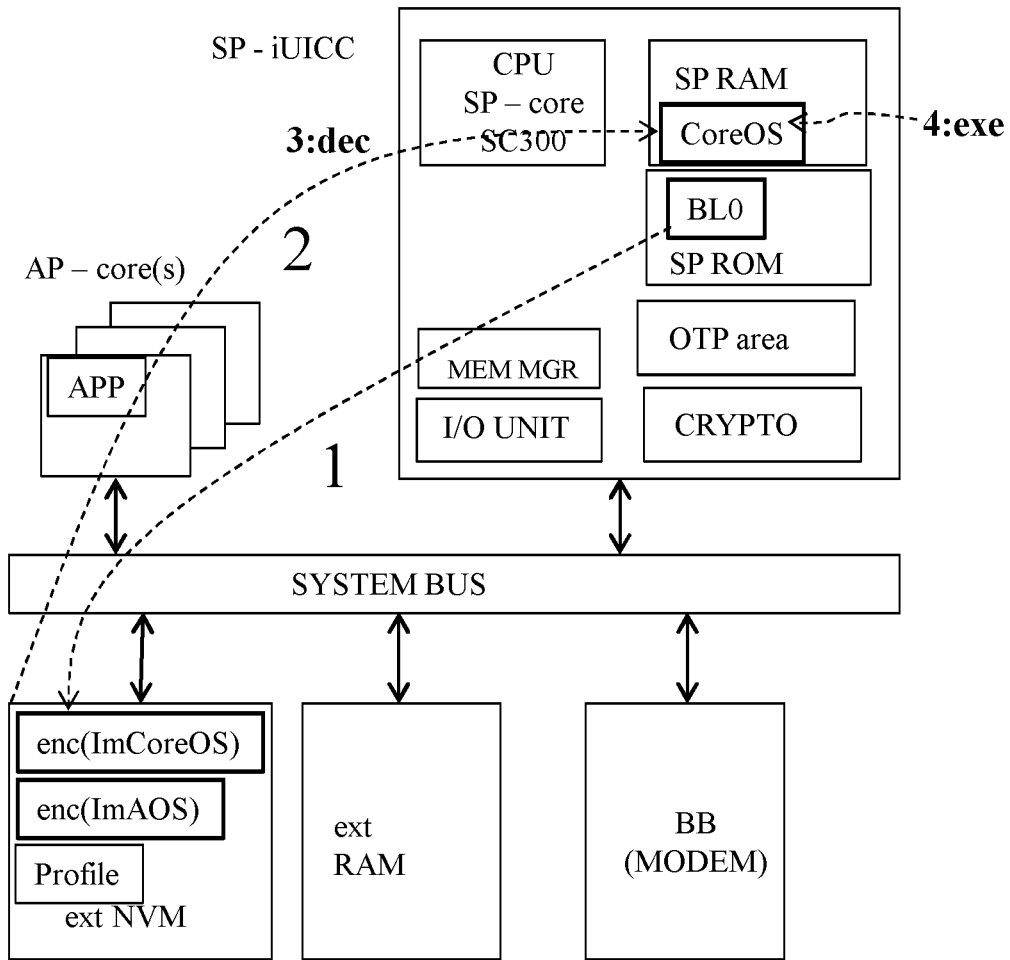 SP - iUICC
CPU
SP – core
SC300
SP RAM
CoreOS
3:dec
4:exe
BL0
SP ROM
2
AP – core(s)
APP
OTP area
MEM MGR
I/O UNIT
CRYPTO
1
SYSTEM BUS
enc(ImCoreOS)
enc(ImAOS)
Profile
ext NVM
ext
RAM
BB
(MODEM)